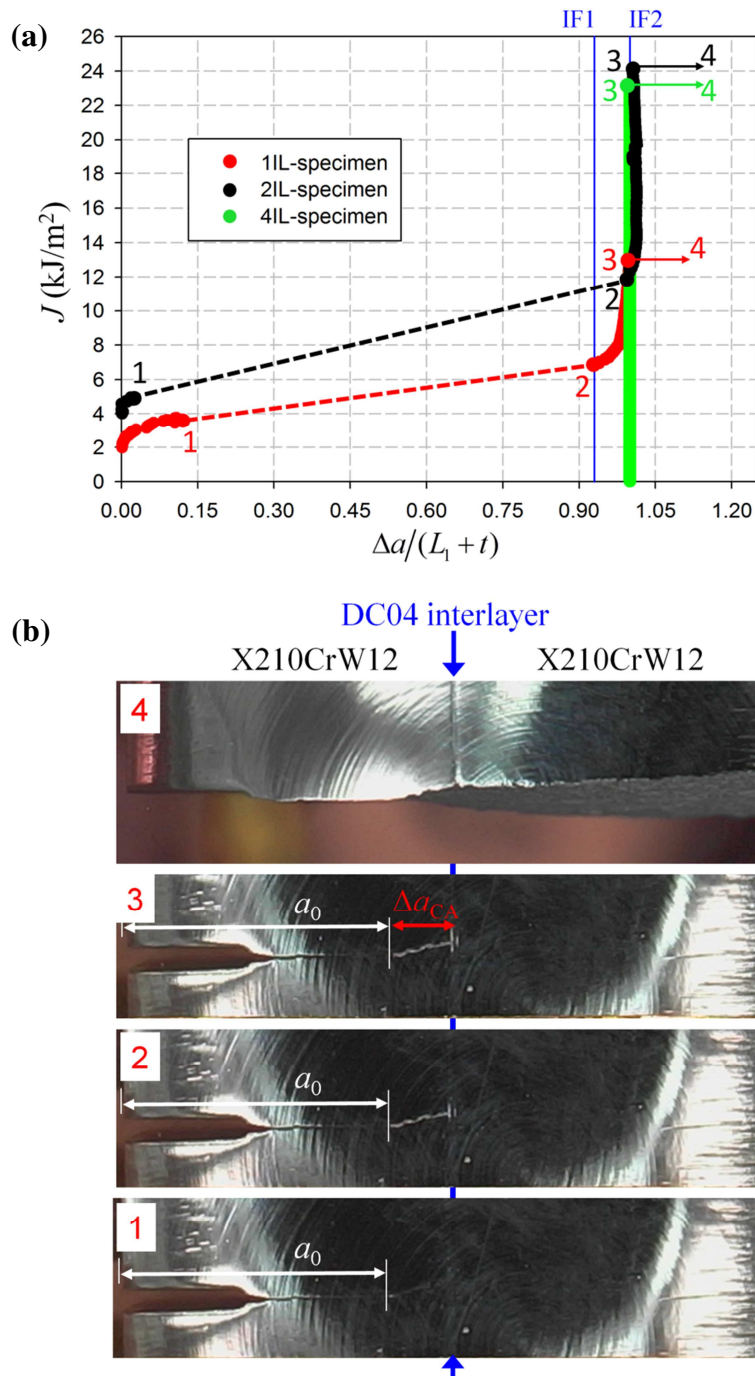 (a)
IF1 IF2
J (kJ/m²)
26
24
22
20
18
16
14
12
10
8
6
4
2
0
3 4
3 4
1IL-specimen
2IL-specimen
4IL-specimen
3 4
2
1
2
1
0.00 0.15 0.30 0.45 0.60 0.75 0.90 1.05 1.20
Δa/(L₁ + t)
(b)
DC04 interlayer
X210CrW12 X210CrW12
4
3
a₀ Δa_CA
2
a₀
1
a₀